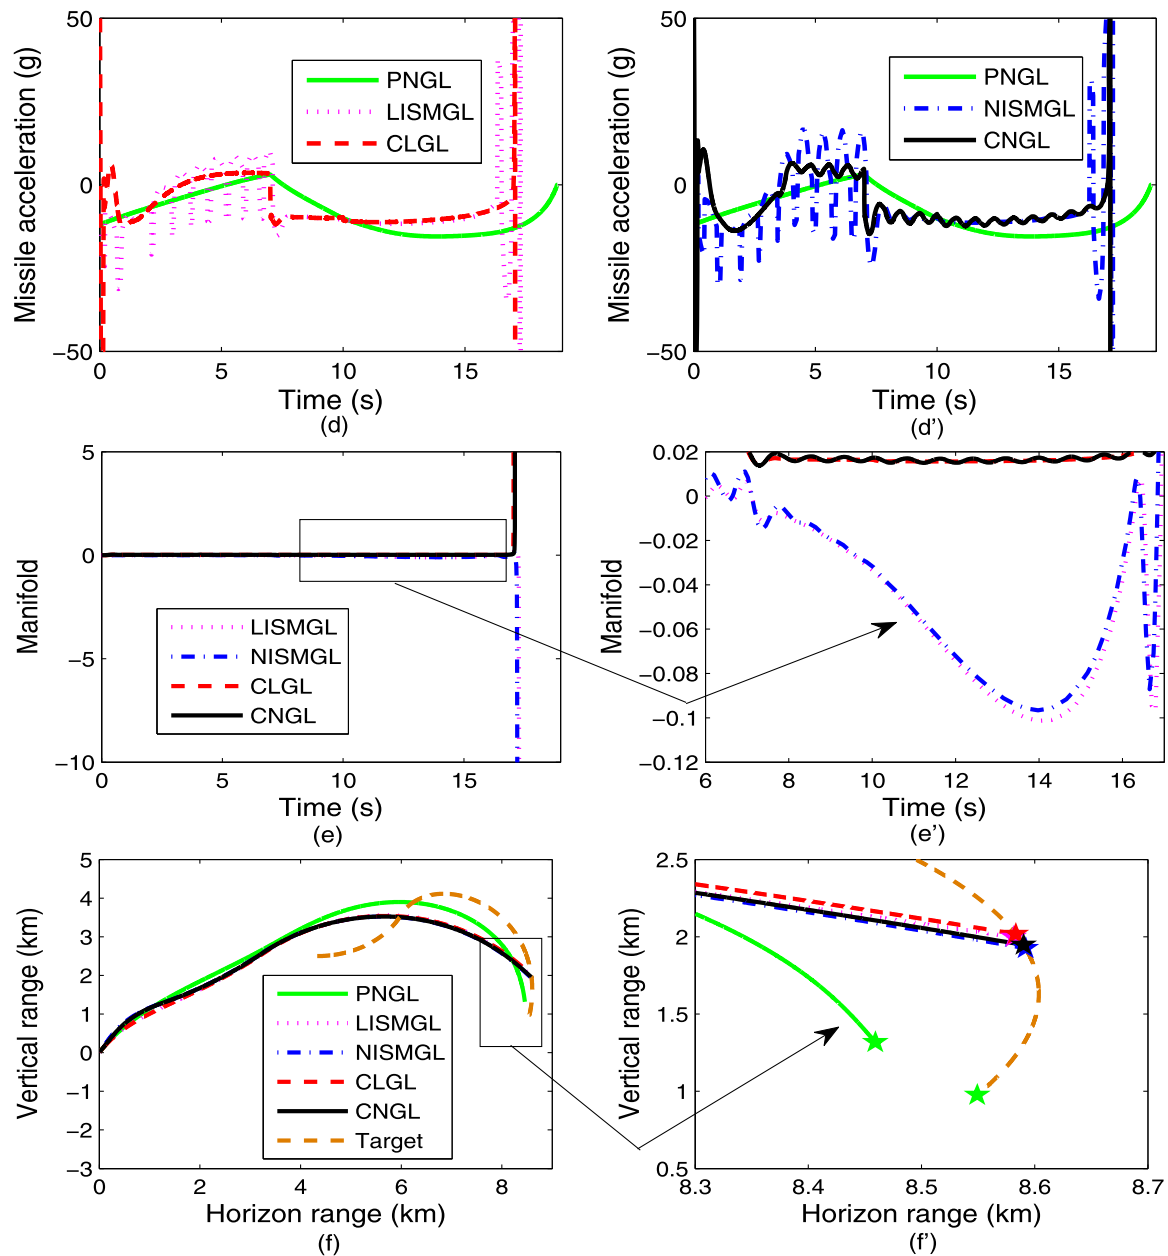 50
0
−50
Missile acceleration (g)
PNGL
LISMGL
CLGL
0
5
10
15
Time (s)
(d)
50
0
−50
Missile acceleration (g)
PNGL
NISMGL
CNGL
0
5
10
15
Time (s)
(d')
5
0
−5
−10
Manifold
LISMGL
NISMGL
CLGL
CNGL
0
5
10
15
Time (s)
(e)
0.02
0
−0.02
−0.04
−0.06
−0.08
−0.1
−0.12
Manifold
6
8
10
12
14
16
Time (s)
(e')
5
4
3
2
1
0
−1
−2
−3
Vertical range (km)
PNGL
LISMGL
NISMGL
CLGL
CNGL
Target
0
2
4
6
8
Horizon range (km)
(f)
2.5
2
1.5
1
0.5
Vertical range (km)
8.3
8.4
8.5
8.6
8.7
Horizon range (km)
(f')